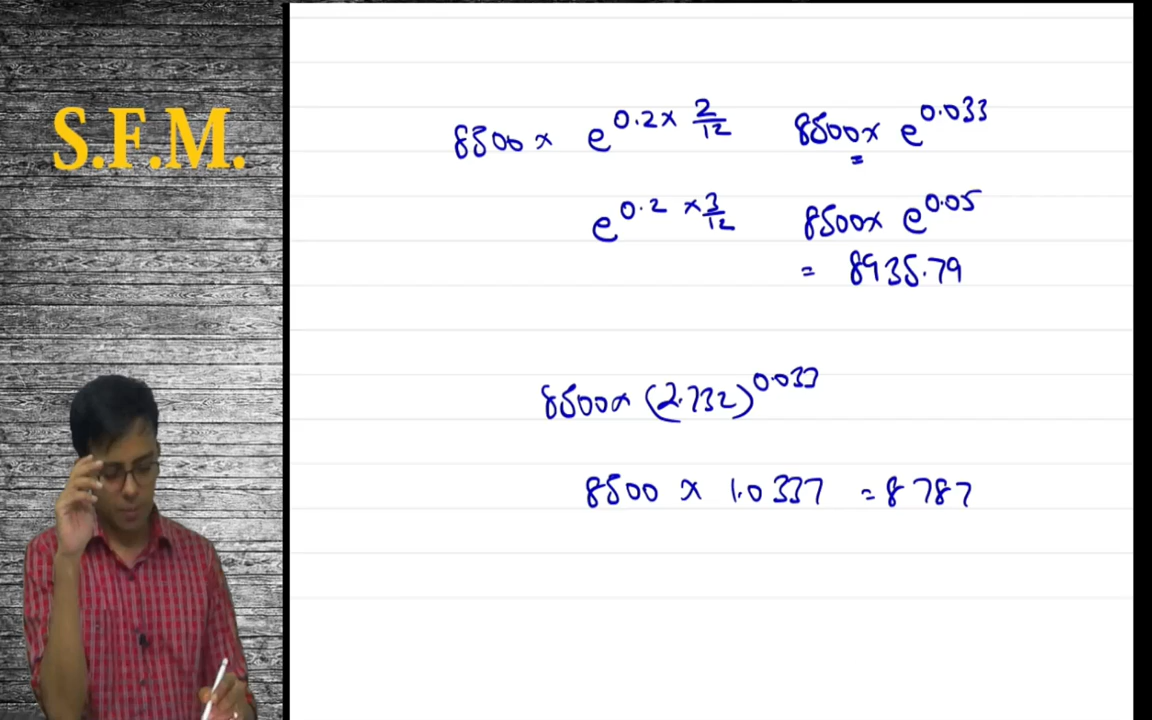 S.F.M.
8500 x e^0.2 x 2/12 8500 x e^0.033
=
e^0.2 x 3/12 8500 x e^0.05
= 8935.79
8500 x (2.732)^0.033
8500 x 1.0337 = 8787